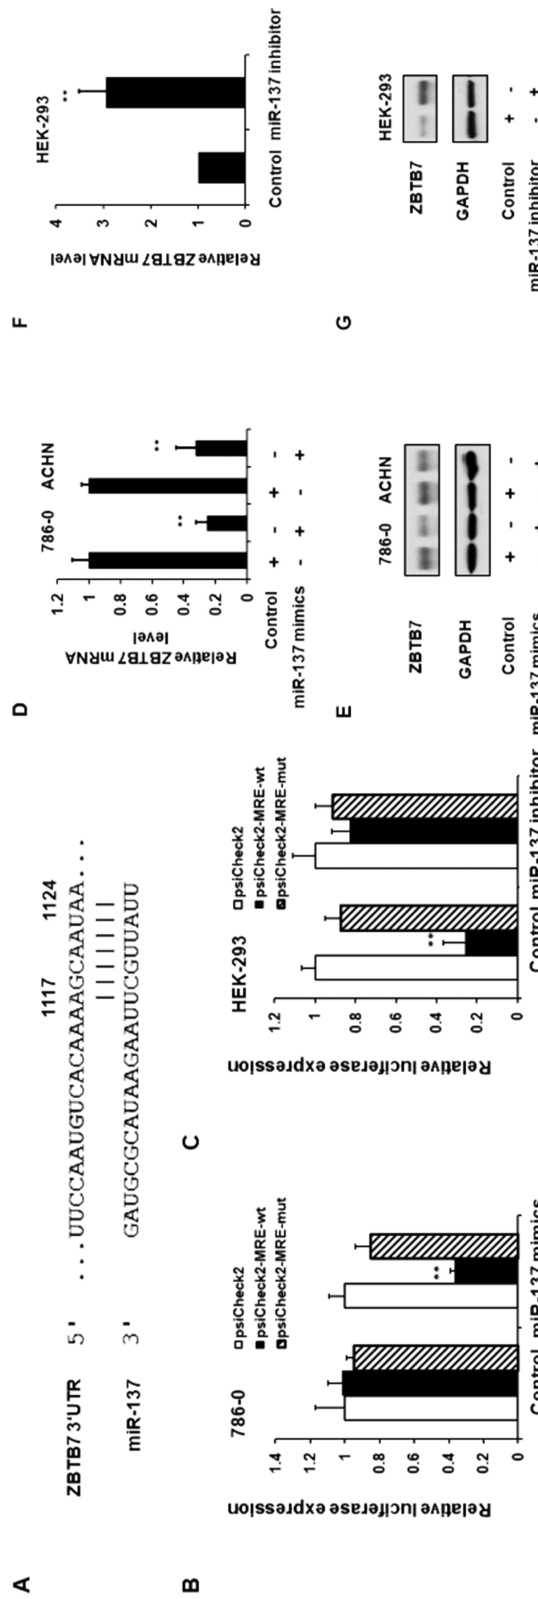 A
ZBTB7 3'UTR 5' ...UUCCAAUGUCACAAAAGCAAUAA...
1117 1124
miR-137 3' GAUGCGCAUAAGAAUUCGUUAUU
B
786-0
psiCheck2
psiCheck2-MRE-wt
psiCheck2-MRE-mut
Relative luciferase expression
1.4
1.2
1
0.8
0.6
0.4
0.2
0
**
Control miR-137 mimics
C
HEK-293
psiCheck2
psiCheck2-MRE-wt
psiCheck2-MRE-mut
Relative luciferase expression
1.2
1
0.8
0.6
0.4
0.2
0
**
Control miR-137 inhibitor
D
786-0 ACHN
Relative ZBTB7 mRNA
level
1.2
1
0.8
0.6
0.4
0.2
0
** **
Control + - + -
miR-137 mimics - + - +
E
786-0 ACHN
ZBTB7
GAPDH
Control + - + -
miR-137 mimics
F
HEK-293
Relative ZBTB7 mRNA level
4
3
2
1
0
**
Control miR-137 inhibitor
G
HEK-293
ZBTB7
GAPDH
Control + -
miR-137 inhibitor - +